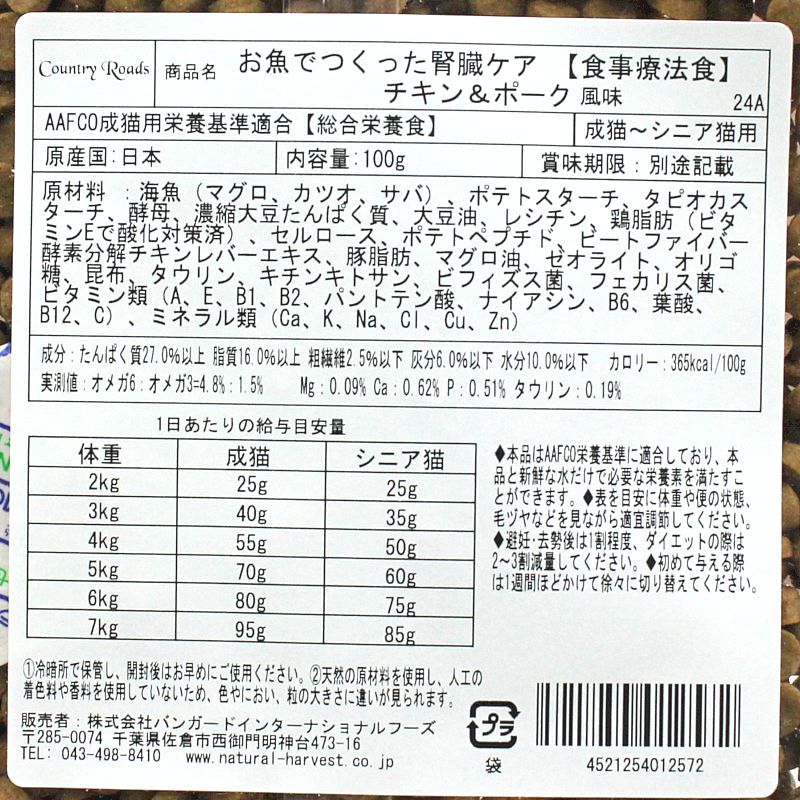 Country Roads 商品名 お魚でつくった腎臓ケア 【食事療法食】
チキン＆ポーク 風味 24A
AAFCO成猫用栄養基準適合【総合栄養食】 成猫～シニア猫用
原産国:日本 内容量:100g 賞味期限：別途記載
原材料 ：海魚（マグロ、カツオ、サバ）、ポテトスターチ、タピオカス
ターチ、酵母、濃縮大豆たんぱく質、大豆油、レシチン、鶏脂肪（ビタ
ミンEで酸化対策済）、セルロース、ポテトペプチド、ビートファイバー
酵素分解チキンレバーエキス、豚脂肪、マグロ油、ゼオライト、オリゴ
糖、昆布、タウリン、キチンキトサン、ビフィズス菌、フェカリス菌、
ビタミン類（A、E、B1、B2、パントテン酸、ナイアシン、B6、葉酸、
B12、C）、ミネラル類（Ca、K、Na、Cl、Cu、Zn）
成分：たんぱく質27.0%以上 脂質16.0%以上 粗繊維2.5%以下 灰分6.0%以下 水分10.0%以下 カロリー：365kcal/100g
実測値：オメガ6：オメガ3=4.8%：1.5% Mg：0.09% Ca：0.62% P：0.51% タウリン：0.19%
1日あたりの給与目安量
体重 成猫 シニア猫
2kg 25g 25g
3kg 40g 35g
4kg 55g 50g
5kg 70g 60g
6kg 80g 75g
7kg 95g 85g
◆本品はAAFCO栄養基準に適合しており、本
品と新鮮な水だけで必要な栄養素を満たすこ
とができます。◆表を目安に体重や便の状態、
毛ヅヤなどを見ながら適宜調節してください。
◆避妊・去勢後は1割程度、ダイエットの際は
2～3割減量してください。◆初めて与える際
は1週間ほどかけて徐々に切り替えてください。
①冷暗所で保管し、開封後はお早めにご使用ください。②天然の原材料を使用し、人工の
着色料や香料を使用していないため、色やにおい、粒の大きさに違いが見られます。
販売者：株式会社バンガードインターナショナルフーズ
〒285-0074 千葉県佐倉市西御門明神台473-16
TEL: 043-498-8410 www.natural-harvest.co.jp
プラ
袋
4521254012572